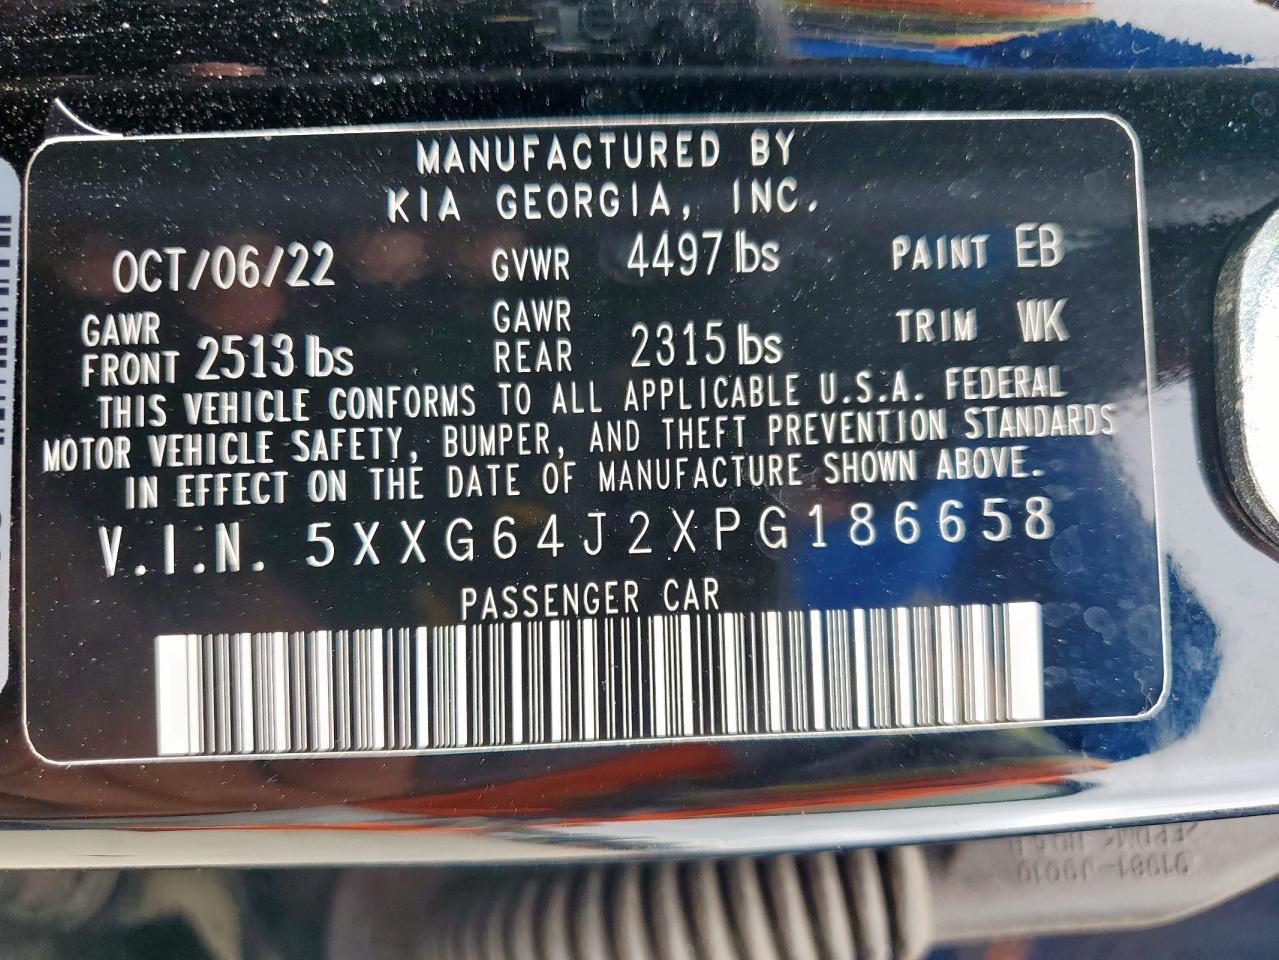 MANUFACTURED BY
KIA GEORGIA, INC.
OCT/06/22 GVWR 4497 lbs PAINT EB
GAWR FRONT 2513 lbs GAWR REAR 2315 lbs TRIM WK
THIS VEHICLE CONFORMS TO ALL APPLICABLE U.S.A. FEDERAL
MOTOR VEHICLE SAFETY, BUMPER, AND THEFT PREVENTION STANDARDS
IN EFFECT ON THE DATE OF MANUFACTURE SHOWN ABOVE.
V.I.N. 5XXG64J2XPG186658
PASSENGER CAR
91981-J9010